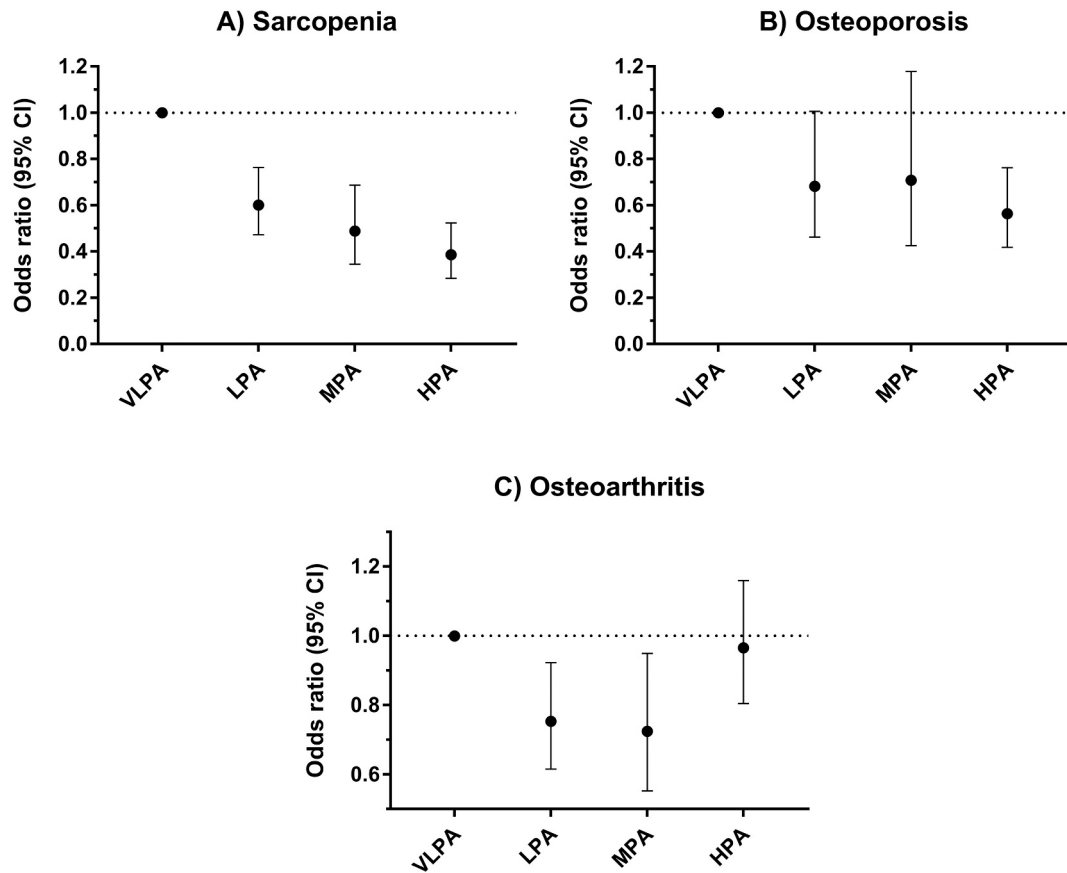 A) Sarcopenia
Odds ratio (95% CI)
1.2
1.0
0.8
0.6
0.4
0.2
0.0
VLPA
LPA
MPA
HPA
B) Osteoporosis
Odds ratio (95% CI)
1.2
1.0
0.8
0.6
0.4
0.2
0.0
VLPA
LPA
MPA
HPA
C) Osteoarthritis
Odds ratio (95% CI)
1.2
1.0
0.8
0.6
VLPA
LPA
MPA
HPA